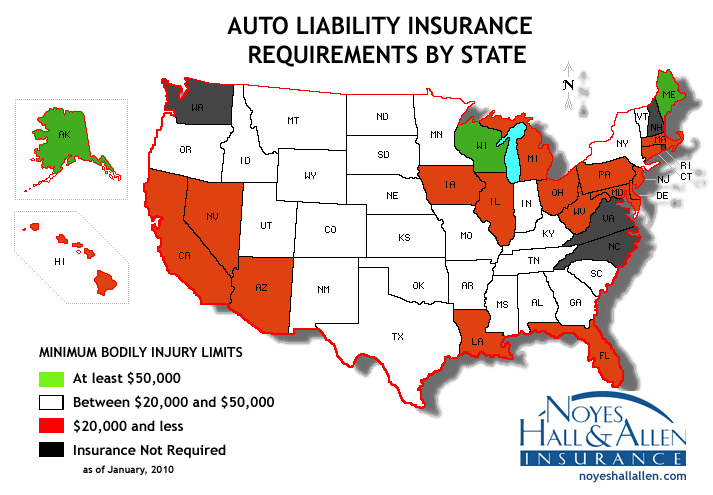 AUTO LIABILITY INSURANCE
REQUIREMENTS BY STATE
N
WA
MT
ND
MN
ME
VT
NH
AK
OR
ID
SD
WI
MI
NY
MA
WY
IA
PA
RI
CT
NJ
NE
OH
MD
DE
NV
UT
CO
IL
IN
WV
VA
HI
CA
KS
MO
KY
NC
AZ
NM
OK
AR
TN
SC
MS
AL
GA
TX
LA
FL
MINIMUM BODILY INJURY LIMITS
At least $50,000
Between $20,000 and $50,000
$20,000 and less
Insurance Not Required
as of January, 2010
NOYES
HALL & ALLEN
INSURANCE
noyeshallallen.com